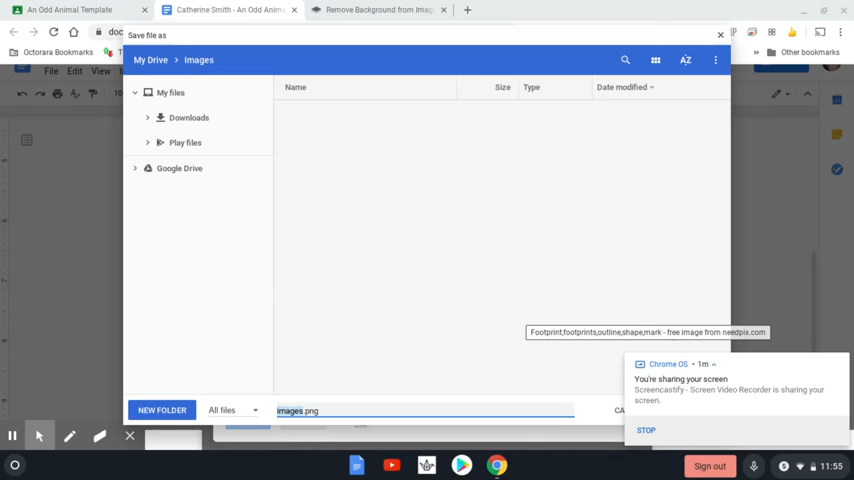 An Odd Animal Template
Catherine Smith - An Odd Anima
Remove Background from Imag
Octorara Bookmarks
Other bookmarks
File Edit View
Save file as
My Drive > Images
AZ
My files
Downloads
Play files
Google Drive
Name
Size
Type
Date modified
Footprint,footprints,outline,shape,mark - free image from needpix.com
Chrome OS • 1m
You're sharing your screen
Screencastify - Screen Video Recorder is sharing your
screen.
STOP
NEW FOLDER
All files
images.png
CA
Sign out
11:55